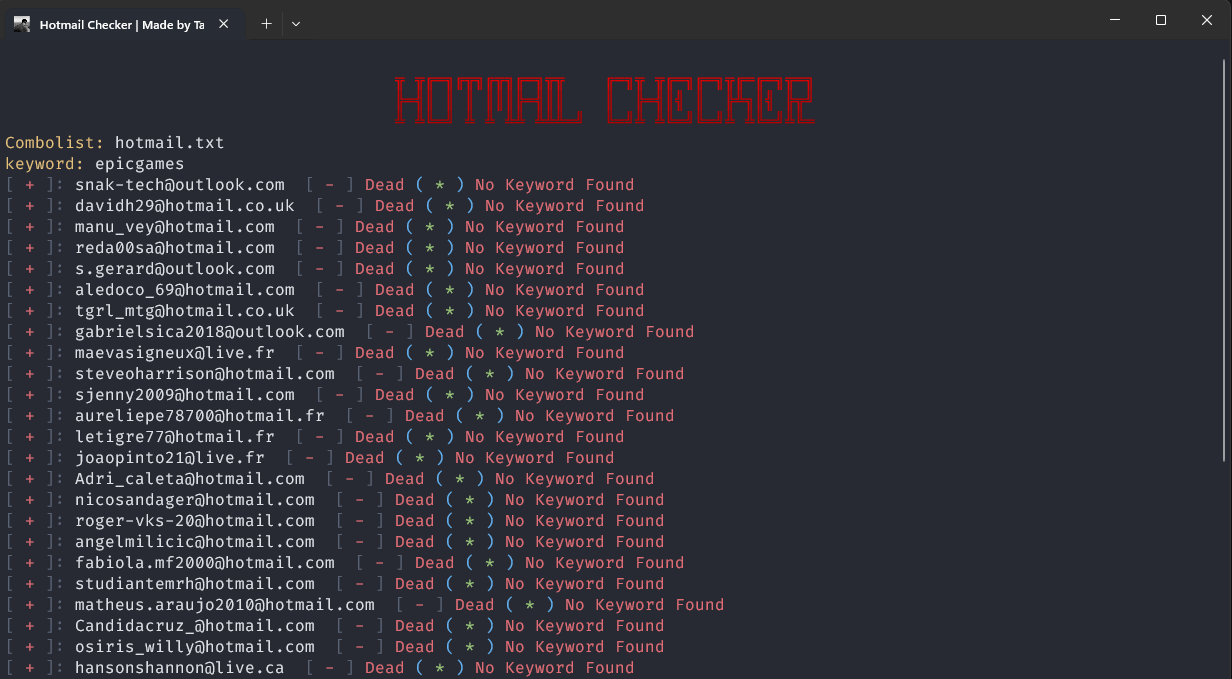 Hotmail Checker | Made by Ta
HOTMAIL CHECKER
Combolist: hotmail.txt
keyword: epicgames
[ + ]: snak-tech@outlook.com [ - ] Dead ( * ) No Keyword Found
[ + ]: davidh29@hotmail.co.uk [ - ] Dead ( * ) No Keyword Found
[ + ]: manu_vey@hotmail.com [ - ] Dead ( * ) No Keyword Found
[ + ]: reda00sa@hotmail.com [ - ] Dead ( * ) No Keyword Found
[ + ]: s.gerard@outlook.com [ - ] Dead ( * ) No Keyword Found
[ + ]: aledoco_69@hotmail.com [ - ] Dead ( * ) No Keyword Found
[ + ]: tgrl_mtg@hotmail.co.uk [ - ] Dead ( * ) No Keyword Found
[ + ]: gabrielsica2018@outlook.com [ - ] Dead ( * ) No Keyword Found
[ + ]: maevasigneux@live.fr [ - ] Dead ( * ) No Keyword Found
[ + ]: steveoharrison@hotmail.com [ - ] Dead ( * ) No Keyword Found
[ + ]: sjenny2009@hotmail.com [ - ] Dead ( * ) No Keyword Found
[ + ]: aureliepe78700@hotmail.fr [ - ] Dead ( * ) No Keyword Found
[ + ]: letigre77@hotmail.fr [ - ] Dead ( * ) No Keyword Found
[ + ]: joaopinto21@live.fr [ - ] Dead ( * ) No Keyword Found
[ + ]: Adri_caleta@hotmail.com [ - ] Dead ( * ) No Keyword Found
[ + ]: nicosandager@hotmail.com [ - ] Dead ( * ) No Keyword Found
[ + ]: roger-vks-20@hotmail.com [ - ] Dead ( * ) No Keyword Found
[ + ]: angelmilicic@hotmail.com [ - ] Dead ( * ) No Keyword Found
[ + ]: fabiola.mf2000@hotmail.com [ - ] Dead ( * ) No Keyword Found
[ + ]: studiantemrh@hotmail.com [ - ] Dead ( * ) No Keyword Found
[ + ]: matheus.araujo2010@hotmail.com [ - ] Dead ( * ) No Keyword Found
[ + ]: Candidacruz_@hotmail.com [ - ] Dead ( * ) No Keyword Found
[ + ]: osiris_willy@hotmail.com [ - ] Dead ( * ) No Keyword Found
[ + ]: hansonshannon@live.ca [ - ] Dead ( * ) No Keyword Found